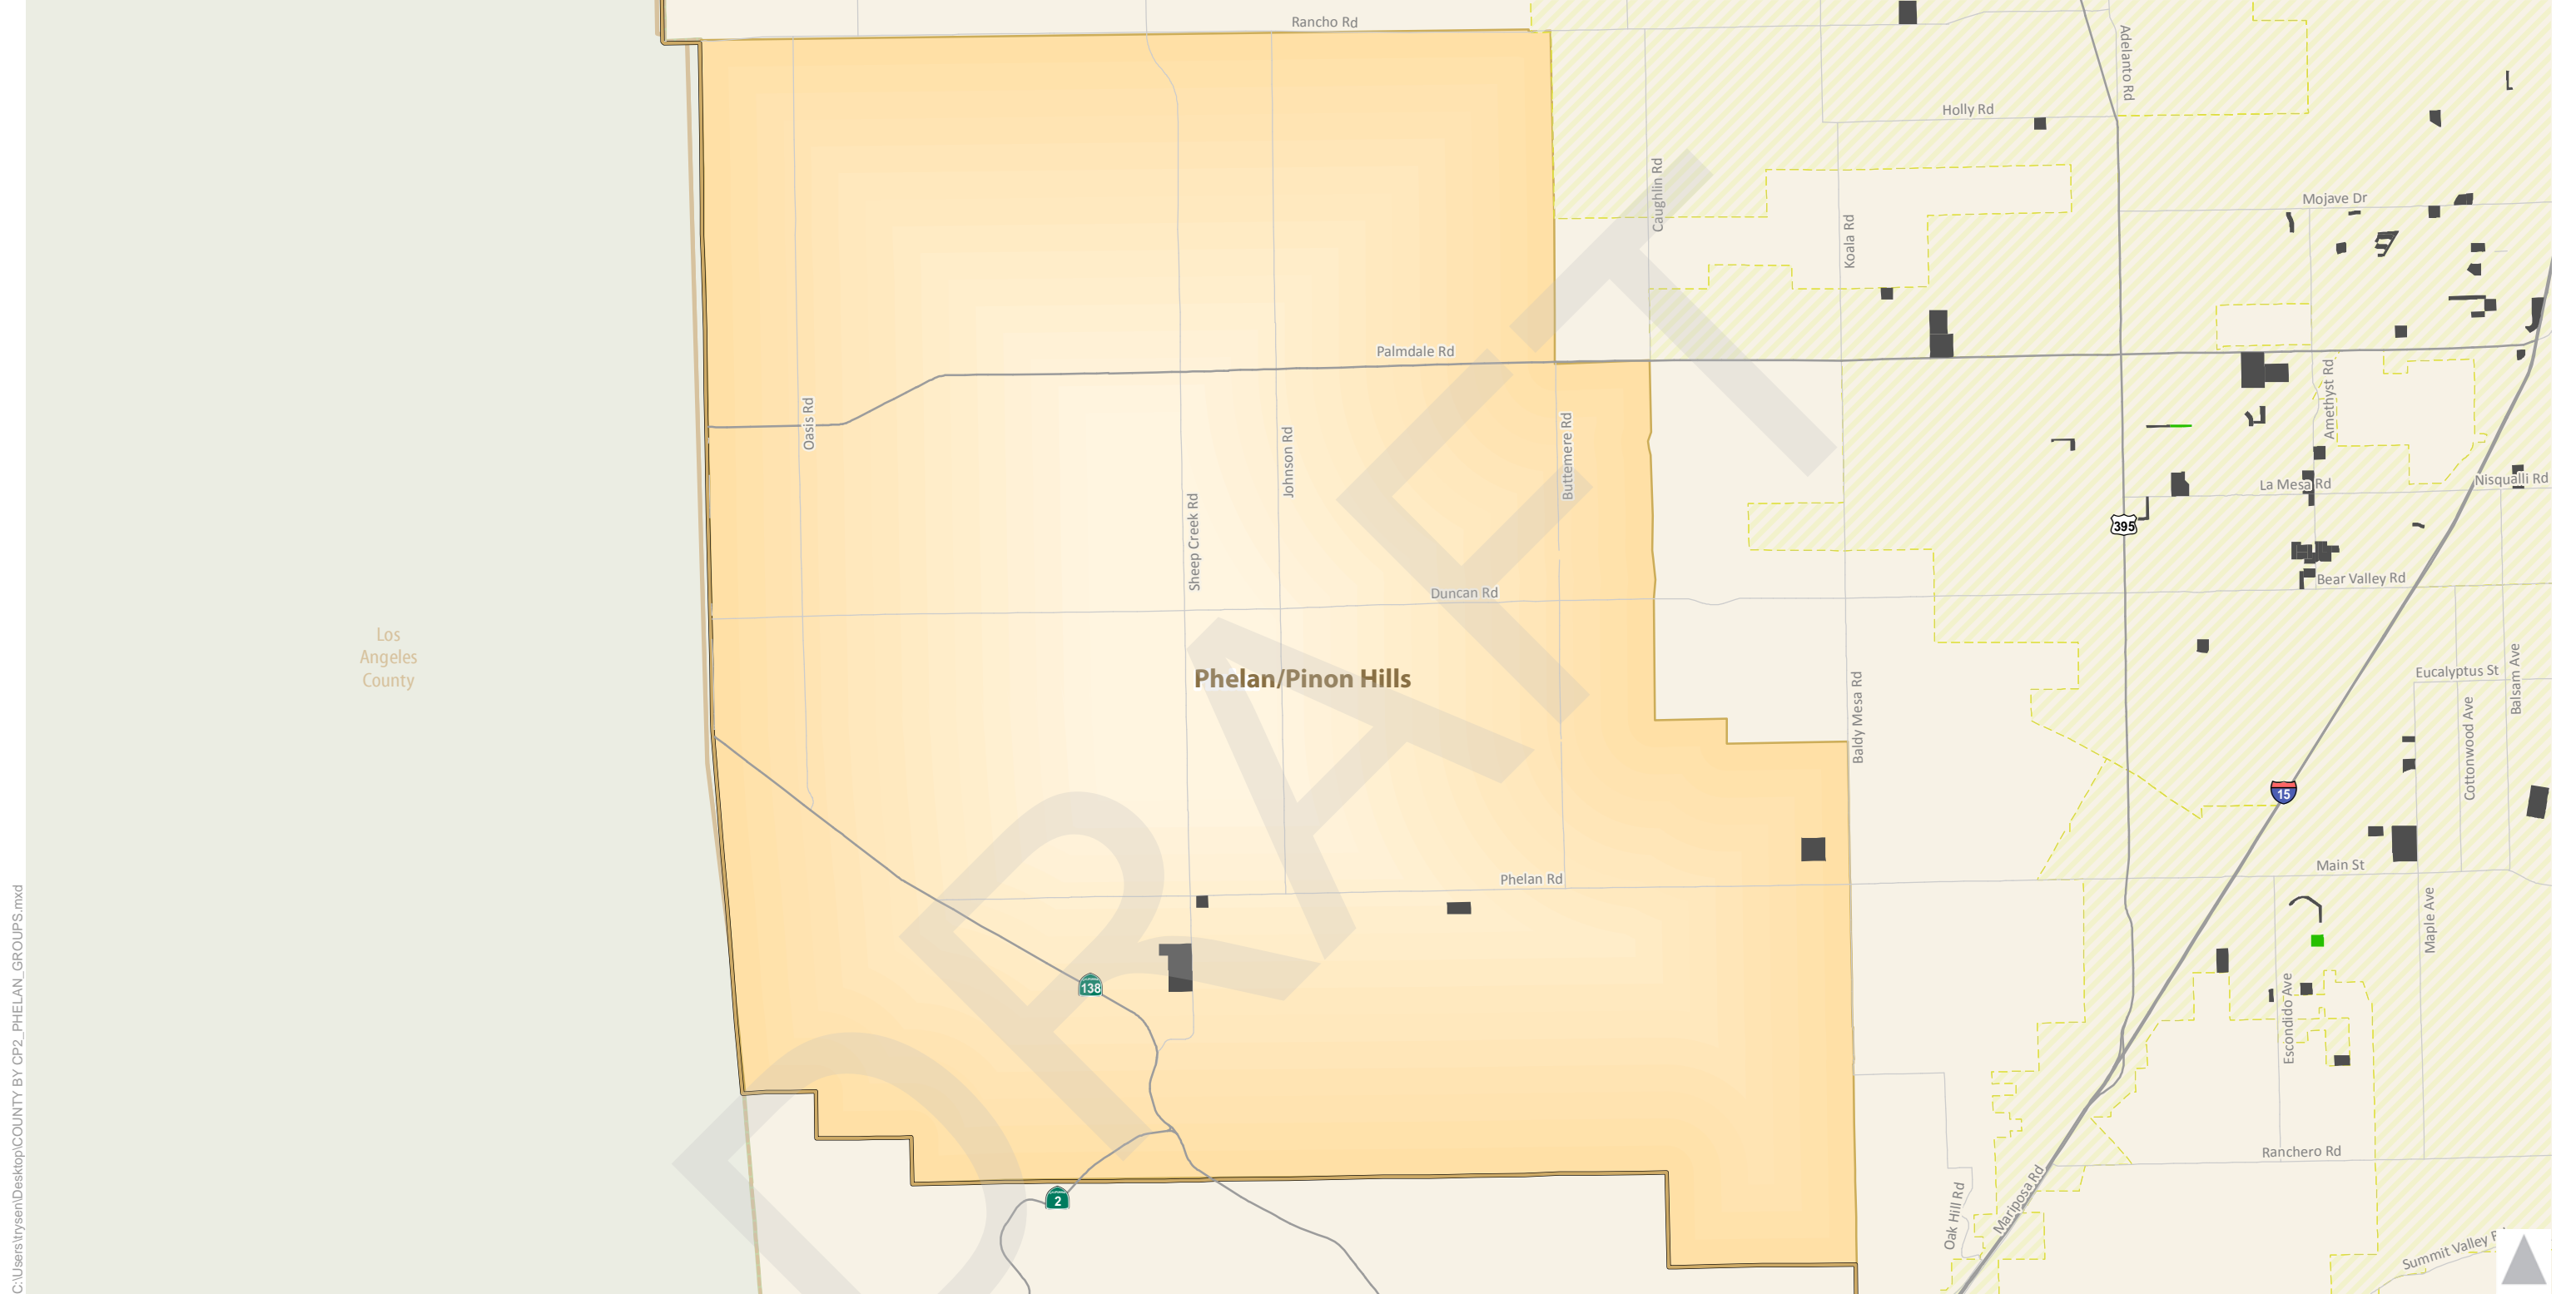 Rancho Rd
Adelanto Rd
Holly Rd
Caughlin Rd
Koala Rd
Mojave Dr
Palmdale Rd
Oasis Rd
Johnson Rd
Buttemere Rd
Amethyst Rd
Sheep Creek Rd
La Mesa Rd
Nisqualli Rd
395
Duncan Rd
Bear Valley Rd
Los
Angeles
County
Phelan/Pinon Hills
Baldy Mesa Rd
Eucalyptus St
Balsam Ave
Cottonwood Ave
15
Main St
Phelan Rd
Maple Ave
138
Escondido Ave
Ranchero Rd
2
Oak Hill Rd
Mariposa Rd
Summit Valley R
DRAFT
C:\Users\trysen\Desktop\COUNTY BY CP2_PHELAN_GROUPS.mxd